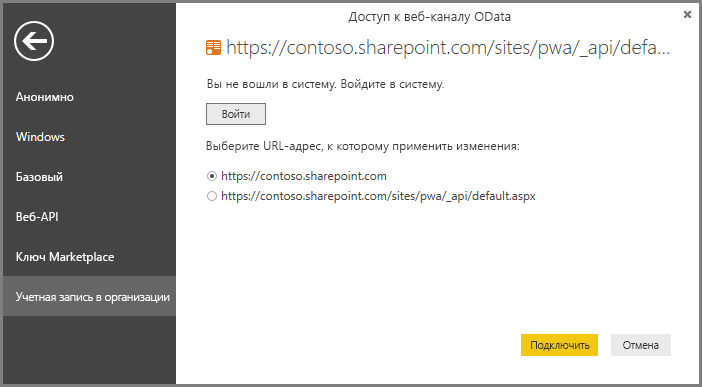 Доступ к веб-каналу OData
https://contoso.sharepoint.com/sites/pwa/_api/defa...
Анонимно
Windows
Базовый
Веб-API
Ключ Marketplace
Учетная запись в организации
Вы не вошли в систему. Войдите в систему.
Войти
Выберите URL-адрес, к которому применить изменения:
https://contoso.sharepoint.com
https://contoso.sharepoint.com/sites/pwa/_api/default.aspx
Подключить
Отмена